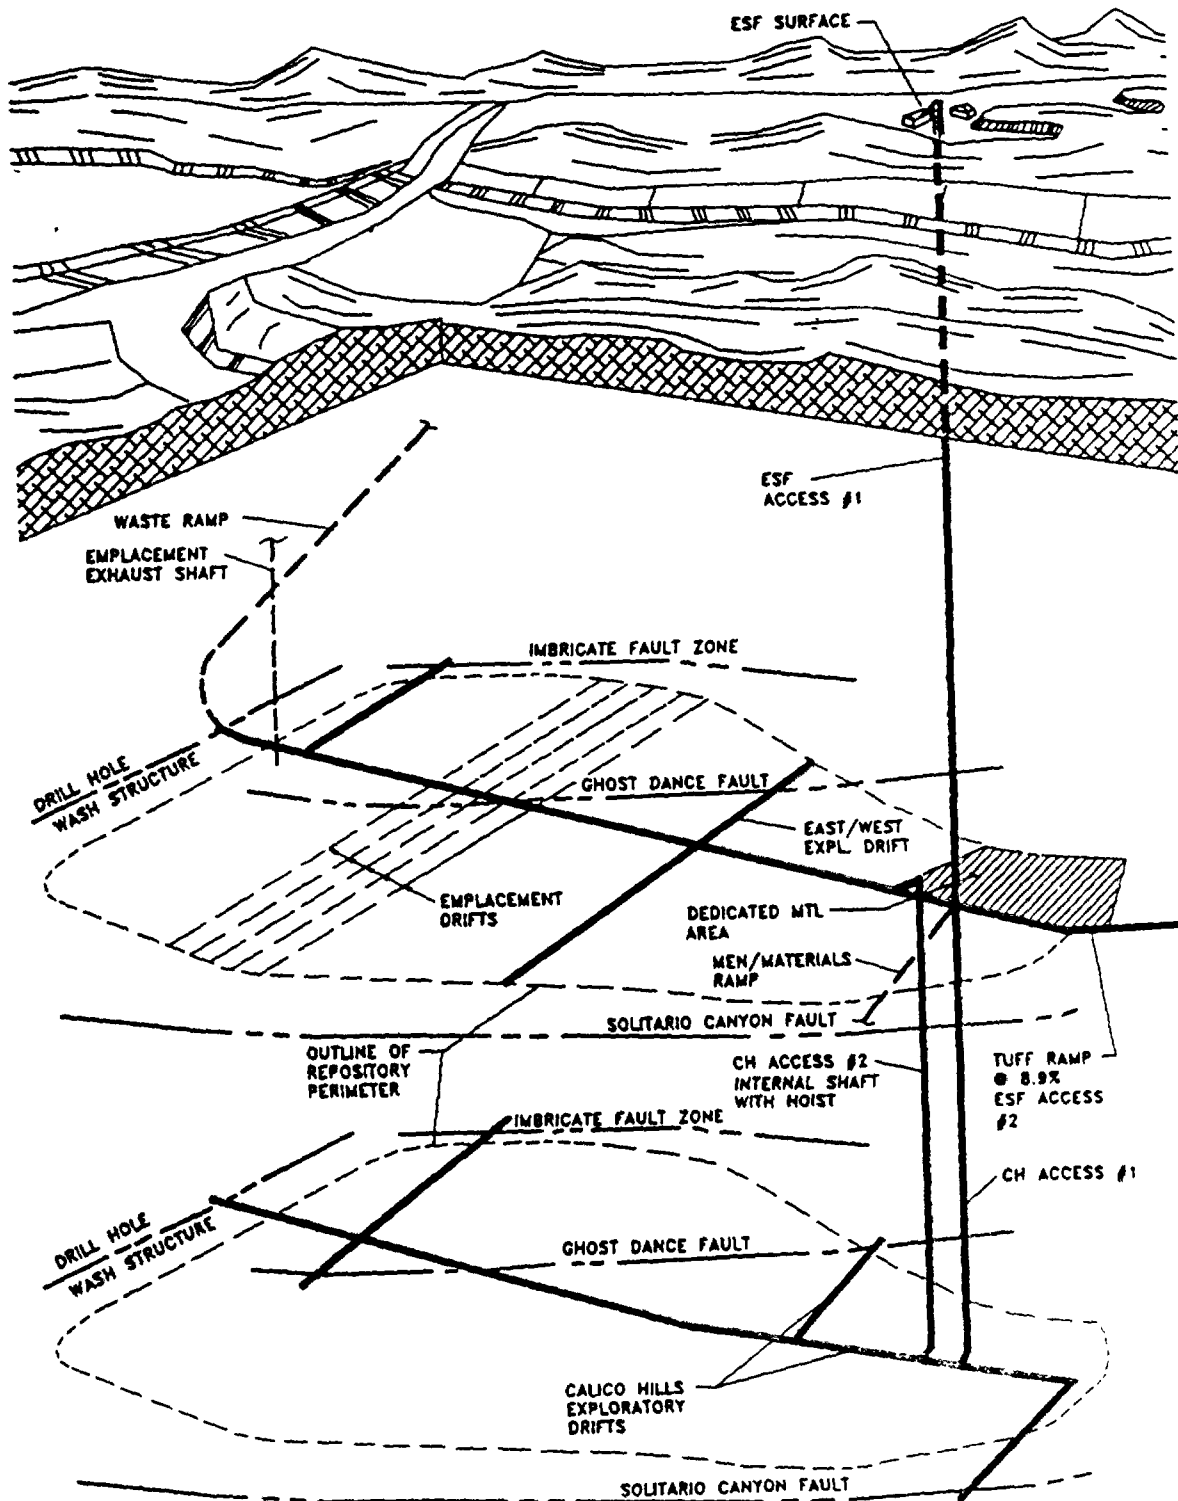 ESF SURFACE
ESF
ACCESS #1
WASTE RAMP
EMPLACEMENT
EXHAUST SHAFT
IMBRICATE FAULT ZONE
DRILL HOLE
WASH STRUCTURE
GHOST DANCE FAULT
EAST/WEST
EXPL. DRIFT
EMPLACEMENT
DRIFTS
DEDICATED MTL
AREA
MEN/MATERIALS
RAMP
SOLITARIO CANYON FAULT
OUTLINE OF
REPOSITORY
PERIMETER
CH ACCESS #2
INTERNAL SHAFT
WITH HOIST
TUFF RAMP
@ 8.9%
ESF ACCESS
#2
IMBRICATE FAULT ZONE
CH ACCESS #1
DRILL HOLE
WASH STRUCTURE
GHOST DANCE FAULT
CALICO HILLS
EXPLORATORY
DRIFTS
SOLITARIO CANYON FAULT